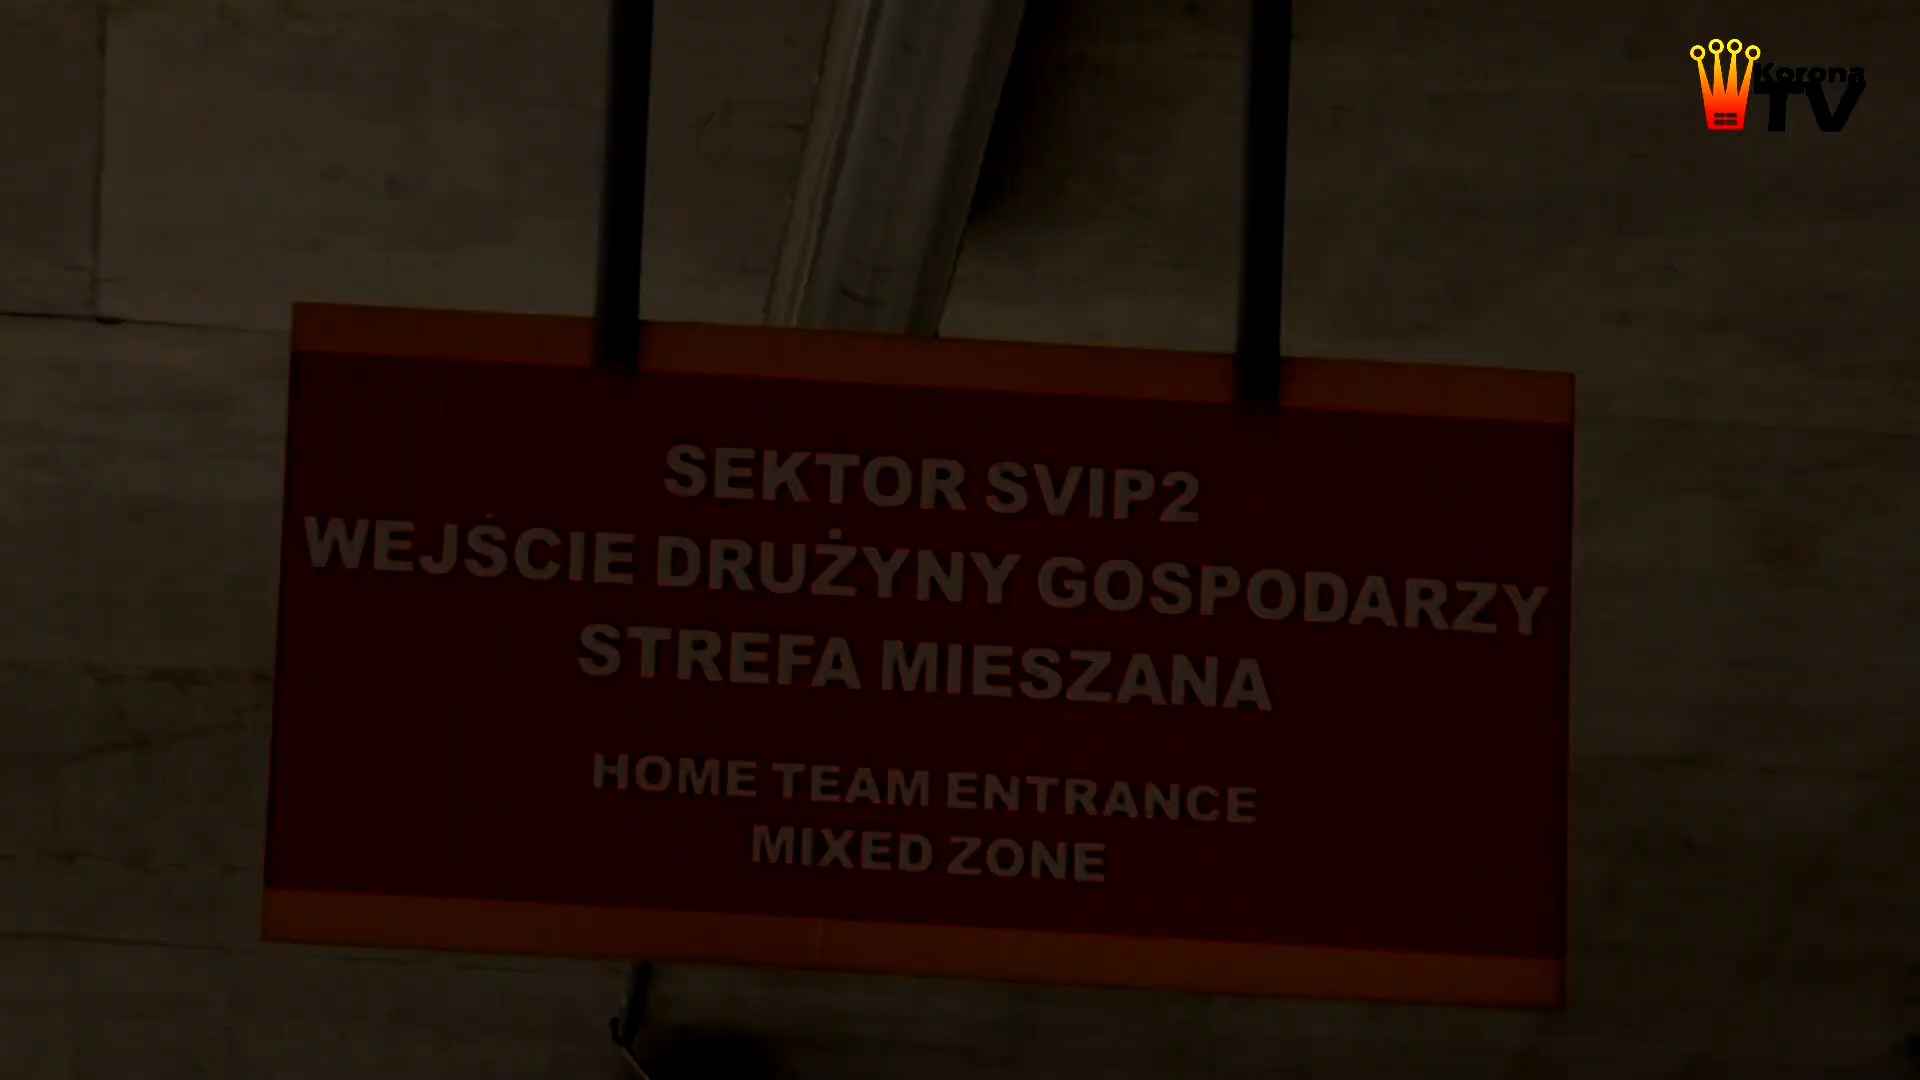 Korona
TV
SEKTOR SVIP2
WEJŚCIE DRUŻYNY GOSPODARZY
STREFA MIESZANA
HOME TEAM ENTRANCE
MIXED ZONE